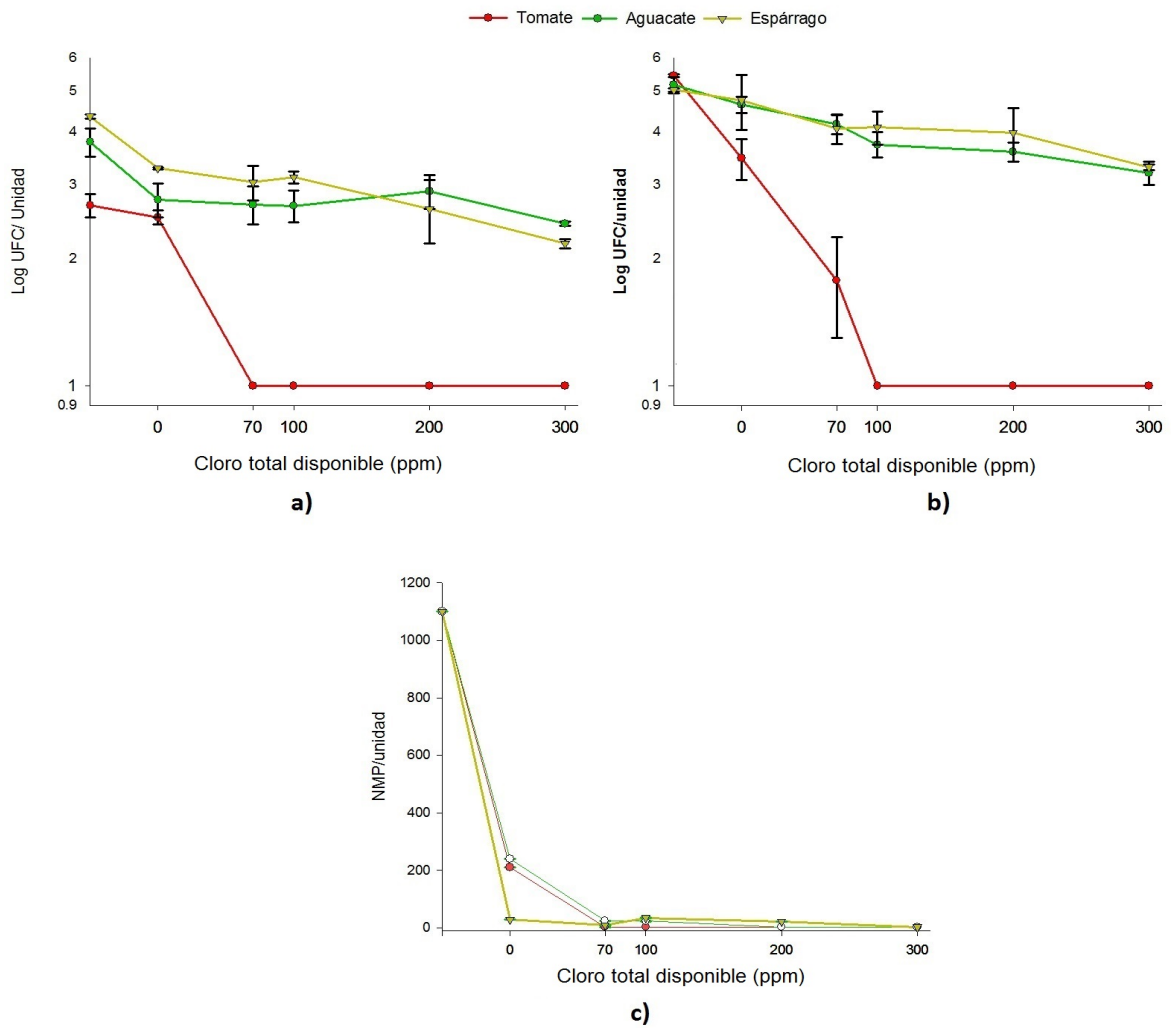 Tomate Aguacate Espárrago
6
5
4
3
2
1
0.9
Log UFC/ Unidad
0 70 100 200 300
Cloro total disponible (ppm)
a)
6
5
4
3
2
1
0.9
Log UFC/unidad
0 70 100 200 300
Cloro total disponible (ppm)
b)
1200
1000
800
600
400
200
0
NMP/unidad
0 70 100 200 300
Cloro total disponible (ppm)
c)